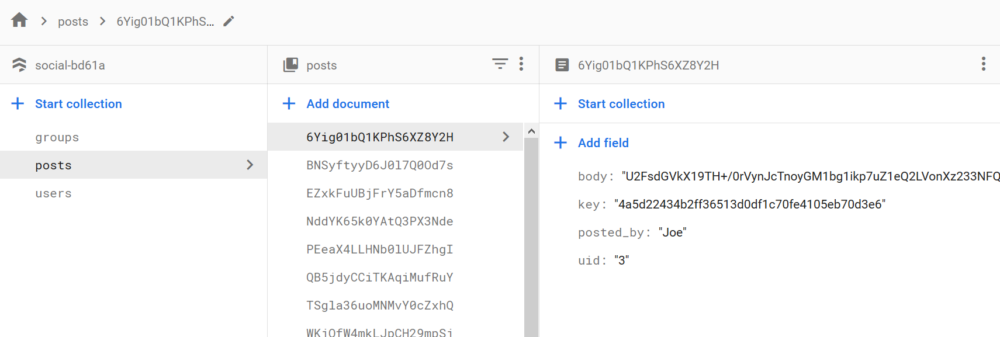 posts
6Yig01bQ1KPhS...
social-bd61a
Start collection
groups
posts
users
posts
Add document
6Yig01bQ1KPhS6XZ8Y2H
BNSyftyyD6J0l7Q0Od7s
EZxkFuUBjFrY5aDfmcn8
NddYK65k0YAtQ3PX3Nde
PEeaX4LLHNb0lUJFZhgI
QB5jdyCCiTKAqiMufRuY
TSgla36uoMNMvY0cZxhQ
WKjOfW4mkLJpCH29mpSj
6Yig01bQ1KPhS6XZ8Y2H
Start collection
Add field
body: "U2FsdGVkX19TH+/0rVynJcTnoyGM1bg1ikp7uZ1eQ2LVonXz233NFQ
key: "4a5d22434b2ff36513d0df1c70fe4105eb70d3e6"
posted_by: "Joe"
uid: "3"